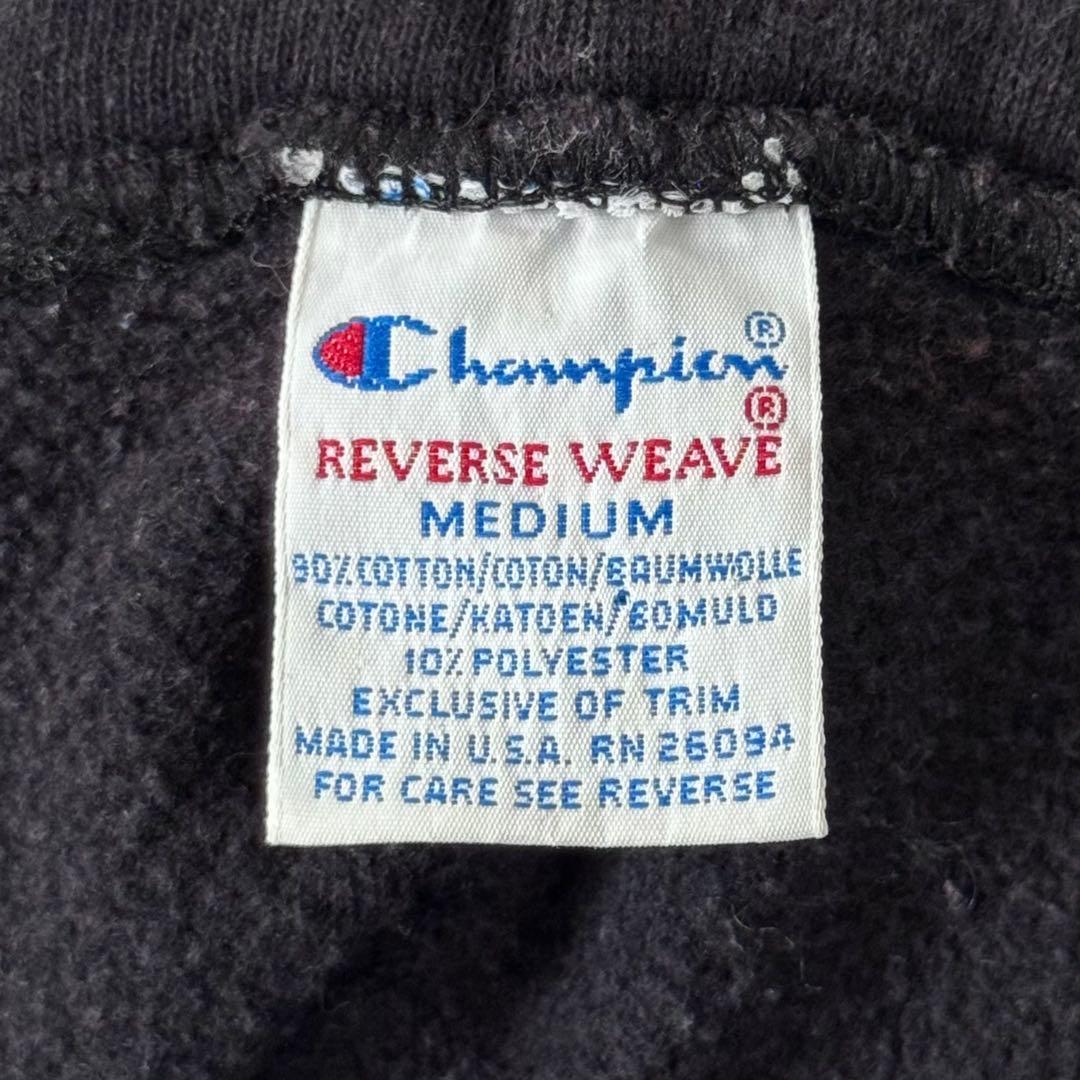 Champion®
®
REVERSE WEAVE
MEDIUM
90% COTTON/COTON/BAUMWOLLE
COTONE/KATOEN/BOMULD
10% POLYESTER
EXCLUSIVE OF TRIM
MADE IN U.S.A. RN 26094
FOR CARE SEE REVERSE